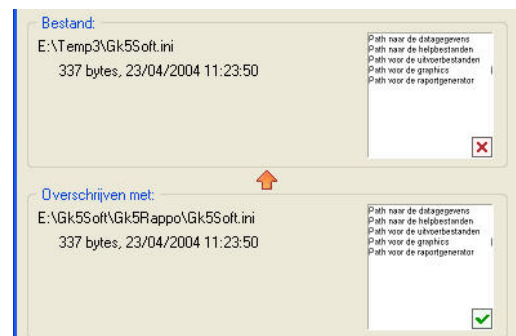 Bestand:
E:\Temp3\Gk5Soft.ini
337 bytes, 23/04/2004 11:23:50
Path naar de datagegevens
Path naar de helpbestanden
Path voor de uitvoerbestanden
Path voor de graphics
Path voor de raportgenerator
Overschrijven met:
E:\Gk5Soft\Gk5Rappo\Gk5Soft.ini
337 bytes, 23/04/2004 11:23:50
Path naar de datagegevens
Path naar de helpbestanden
Path voor de uitvoerbestanden
Path voor de graphics
Path voor de raportgenerator